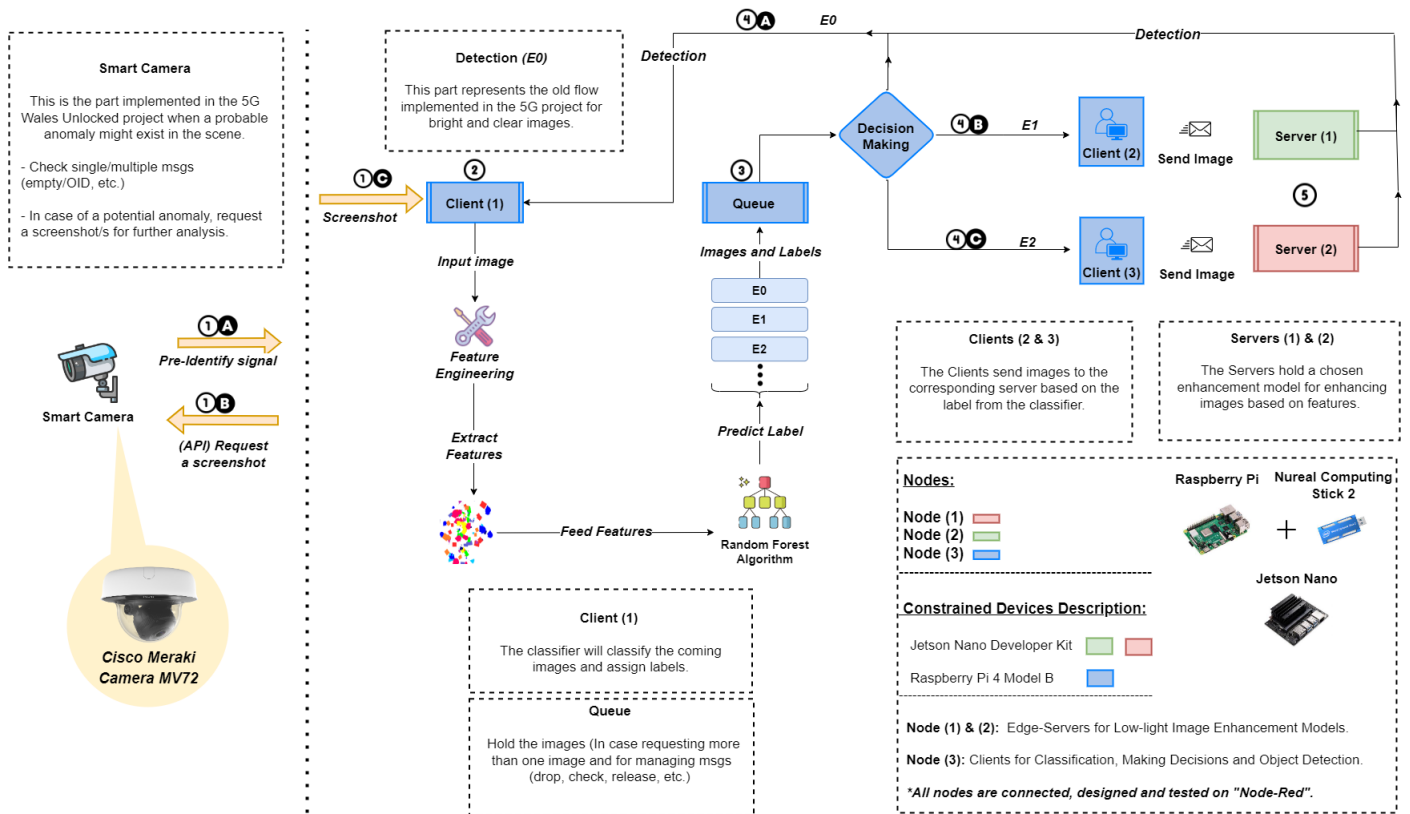 Smart Camera
This is the part implemented in the 5G
Wales Unlocked project when a probable
anomaly might exist in the scene.
- Check single/multiple msgs
(empty/OID, etc.)
- In case of a potential anomaly, request
a screenshot/s for further analysis.
1 A
Pre-Identify signal
1 B
(API) Request
a screenshot
Smart Camera
Cisco Meraki
Camera MV72
Detection (E0)
This part represents the old flow
implemented in the 5G project for
bright and clear images.
1 C
Screenshot
2
Client (1)
Input image
Feature
Engineering
Extract
Features
Feed Features
Random Forest
Algorithm
Predict Label
E2
E1
E0
Images and Labels
3
Queue
Decision
Making
4 A
E0
Detection
Detection
4 B
E1
Client (2)
Send Image
Server (1)
4 C
E2
Client (3)
Send Image
Server (2)
5
Clients (2 & 3)
The Clients send images to the
corresponding server based on the
label from the classifier.
Servers (1) & (2)
The Servers hold a chosen
enhancement model for enhancing
images based on features.
Client (1)
The classifier will classify the coming
images and assign labels.
Queue
Hold the images (In case requesting more
than one image and for managing msgs
(drop, check, release, etc.)
Nodes:
Node (1)
Node (2)
Node (3)
Raspberry Pi
Nureal Computing
Stick 2
Jetson Nano
Constrained Devices Description:
Jetson Nano Developer Kit
Raspberry Pi 4 Model B
Node (1) & (2): Edge-Servers for Low-light Image Enhancement Models.
Node (3): Clients for Classification, Making Decisions and Object Detection.
*All nodes are connected, designed and tested on "Node-Red".